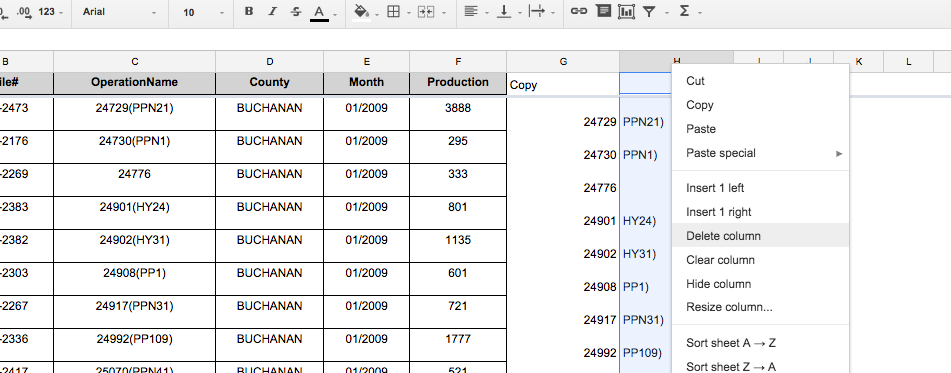 .00 123 Arial 10 B I S A Σ
B C D E F G H K L
ile# OperationName County Month Production Copy
-2473 24729(PPN21) BUCHANAN 01/2009 3888 24729 PPN21)
-2176 24730(PPN1) BUCHANAN 01/2009 295 24730 PPN1)
-2269 24776 BUCHANAN 01/2009 333 24776
-2383 24901(HY24) BUCHANAN 01/2009 801 24901 HY24)
-2382 24902(HY31) BUCHANAN 01/2009 1135 24902 HY31)
-2303 24908(PP1) BUCHANAN 01/2009 601 24908 PP1)
-2267 24917(PPN31) BUCHANAN 01/2009 721 24917 PPN31)
-2336 24992(PP109) BUCHANAN 01/2009 1777 24992 PP109)
-2417 25070(PPN41) BUCHANAN 01/2009 521
Cut
Copy
Paste
Paste special
Insert 1 left
Insert 1 right
Delete column
Clear column
Hide column
Resize column...
Sort sheet A → Z
Sort sheet Z → A